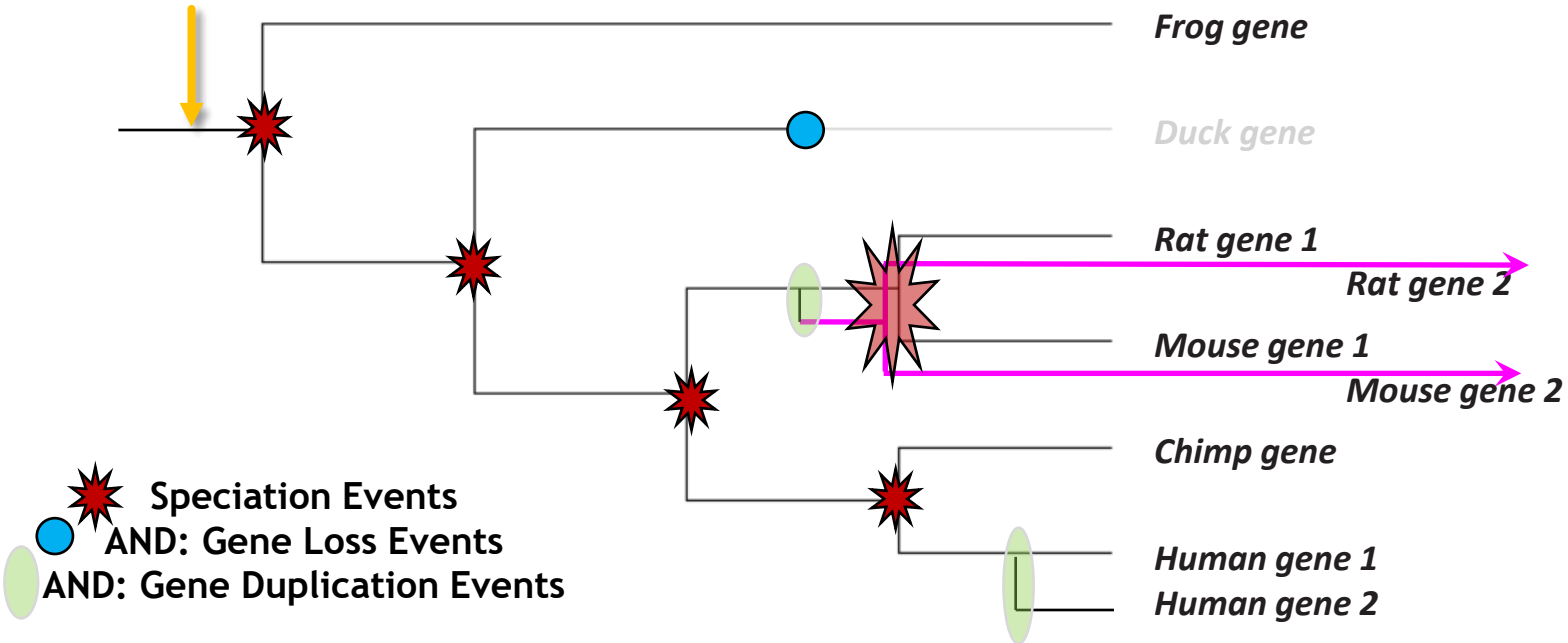 Frog gene
Duck gene
Rat gene 1
Rat gene 2
Mouse gene 1
Mouse gene 2
Chimp gene
Speciation Events
AND: Gene Loss Events
Human gene 1
AND: Gene Duplication Events
Human gene 2